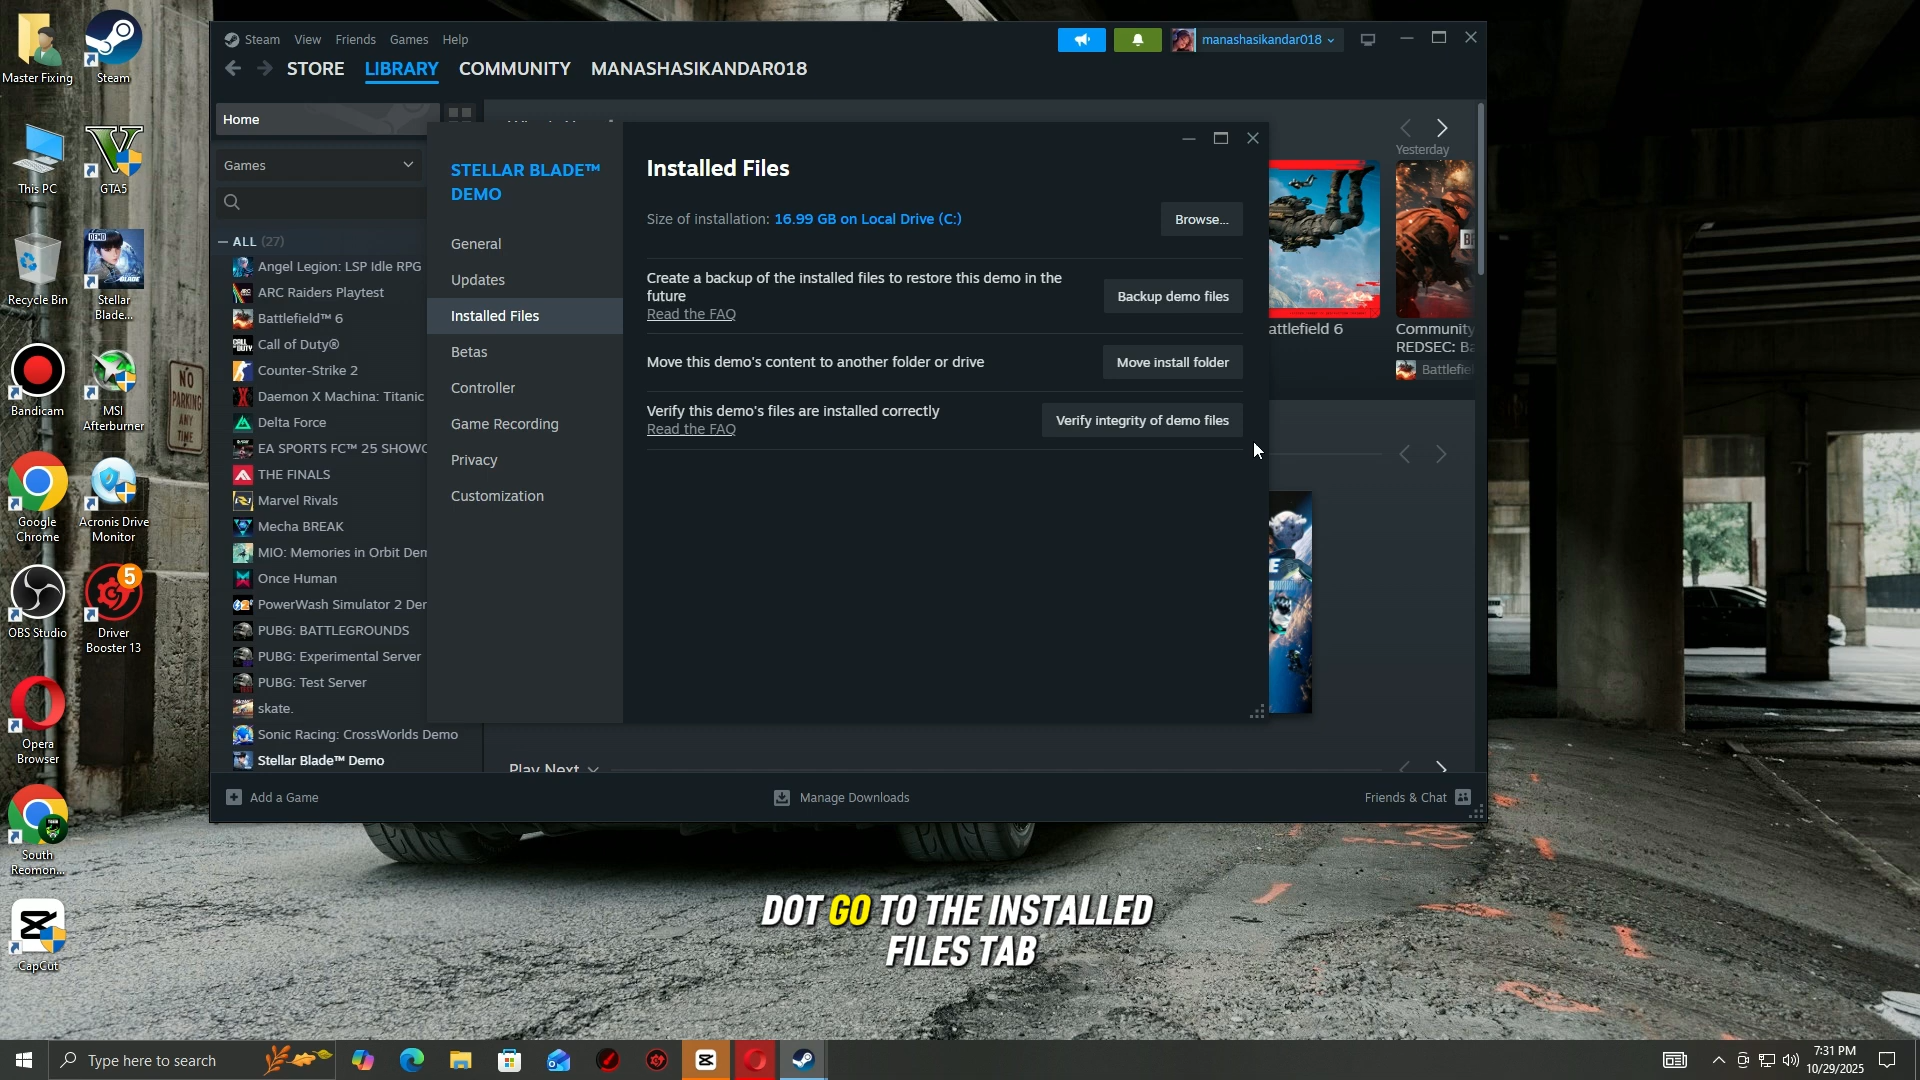 Master Fixing
Steam
This PC
GTA5
Recycle Bin
Stellar
Blade...
Bandicam
MSI
Afterburner
Google
Chrome
Acronis Drive
Monitor
OBS Studio
Driver
Booster 13
5
Opera
Browser
South
Reomon...
CapCut
NO
PARKING
ANY
TIME
Steam View Friends Games Help
manashasikandar018
STORE LIBRARY COMMUNITY MANASHASIKANDAR018
Home
Games
ALL (27)
Angel Legion: LSP Idle RPG
ARC Raiders Playtest
Battlefield™ 6
Call of Duty®
Counter-Strike 2
Daemon X Machina: Titanic
Delta Force
EA SPORTS FC™ 25 SHOWC
THE FINALS
Marvel Rivals
Mecha BREAK
MIO: Memories in Orbit Dem
Once Human
PowerWash Simulator 2 Der
PUBG: BATTLEGROUNDS
PUBG: Experimental Server
PUBG: Test Server
skate.
Sonic Racing: CrossWorlds Demo
Stellar Blade™ Demo
STELLAR BLADE™
DEMO
General
Updates
Installed Files
Betas
Controller
Game Recording
Privacy
Customization
Installed Files
Size of installation: 16.99 GB on Local Drive (C:)
Browse...
Create a backup of the installed files to restore this demo in the
future
Read the FAQ
Backup demo files
Move this demo's content to another folder or drive
Move install folder
Verify this demo's files are installed correctly
Read the FAQ
Verify integrity of demo files
Yesterday
attlefield 6
Community
REDSEC: Ba
Battlefie
Play Next
Add a Game
Manage Downloads
Friends & Chat
DOT GO TO THE INSTALLED
FILES TAB
Type here to search
7:31 PM
10/29/2025